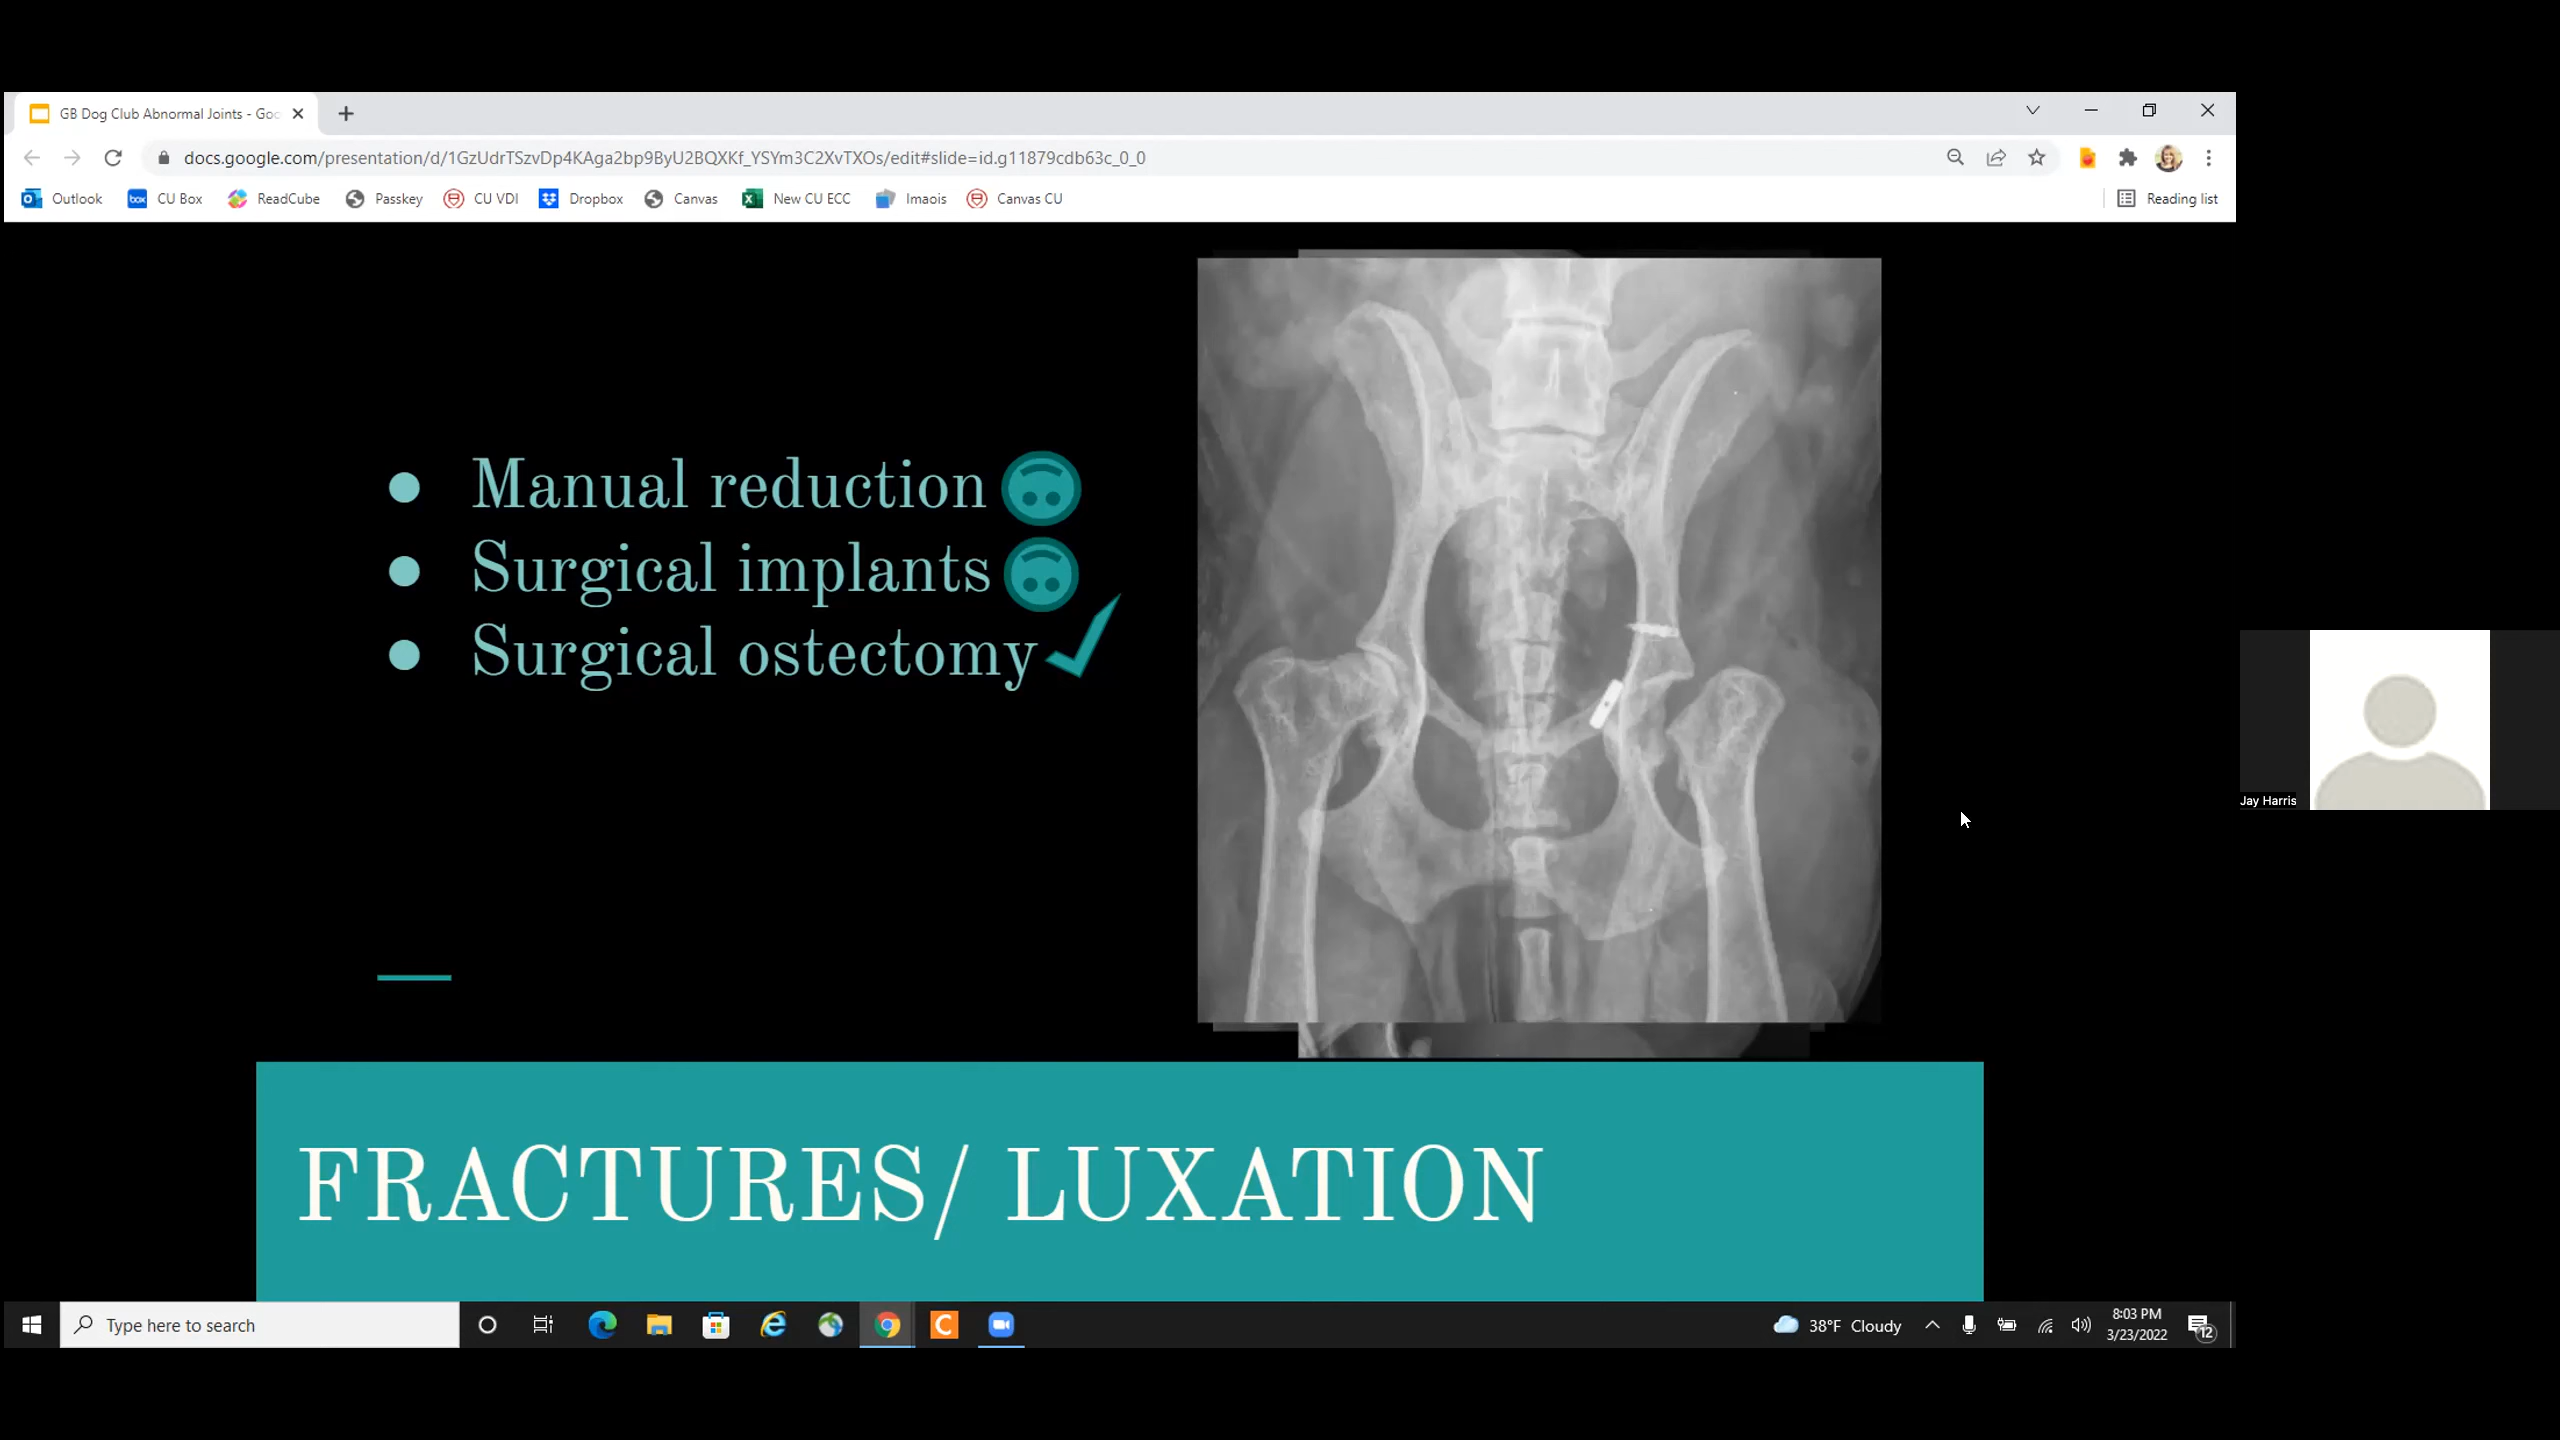 GB Dog Club Abnormal Joints - Goo
docs.google.com/presentation/d/1GzUdrTSzvDp4KAga2bp9ByU2BQXKf_YSYm3C2XvTXOs/edit#slide=id.g11879cdb63c_0_0
Outlook
box
CU Box
ReadCube
Passkey
CU VDI
Dropbox
Canvas
New CU ECC
Imaois
Canvas CU
Reading list
Manual reduction
Surgical implants
Surgical ostectomy
Jay Harris
FRACTURES/ LUXATION
Type here to search
38°F Cloudy
8:03 PM
3/23/2022
12